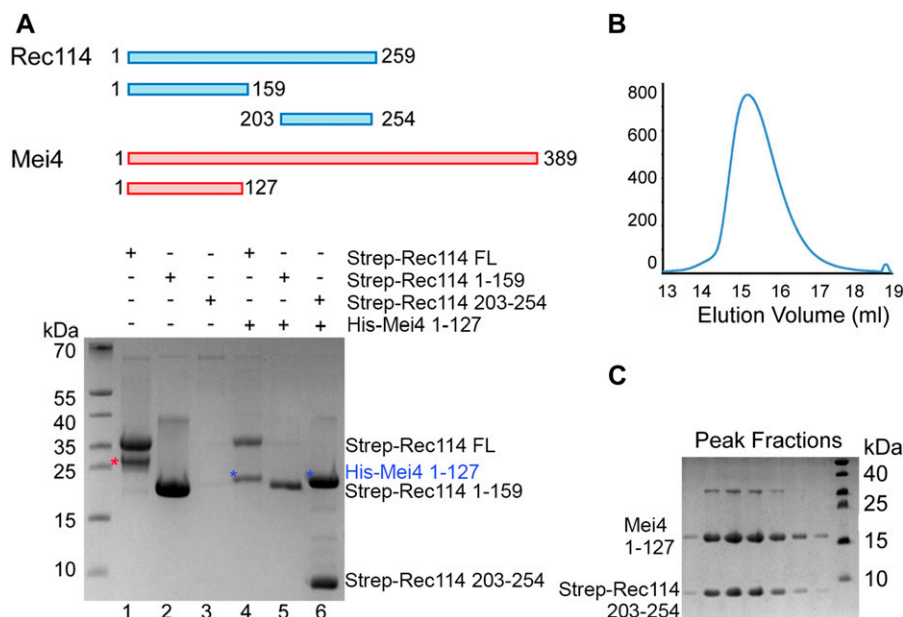 A
Rec114 1 259
1 159
203 254
Mei4 1 389
1 127
+ - - + - - Strep-Rec114 FL
- + - - + - Strep-Rec114 1-159
- - + - - + Strep-Rec114 203-254
- - - + + + His-Mei4 1-127
kDa
70
55
40
35
25
15
10
*
*
*
Strep-Rec114 FL
His-Mei4 1-127
Strep-Rec114 1-159
Strep-Rec114 203-254
1 2 3 4 5 6
B
800
600
400
200
0
13 14 15 16 17 18 19
Elution Volume (ml)
C
Peak Fractions
kDa
40
25
15
10
Mei4
1-127
Strep-Rec114
203-254